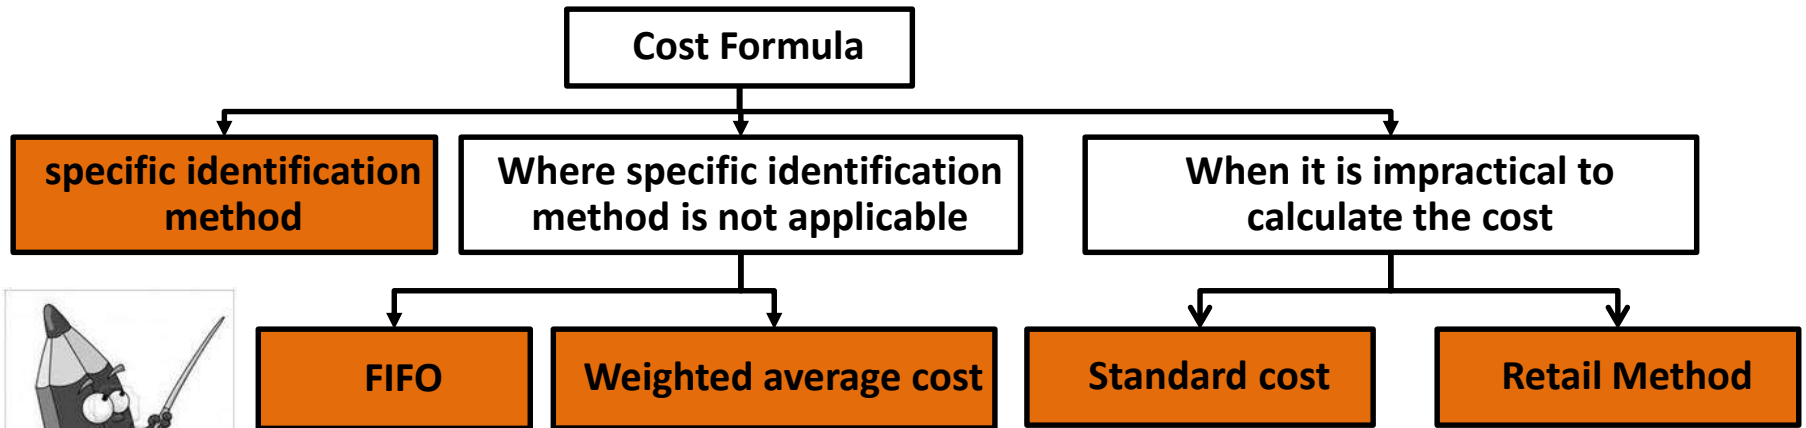 Cost Formula
specific identification
method
Where specific identification
method is not applicable
When it is impractical to
calculate the cost
FIFO
Weighted average cost
Standard cost
Retail Method